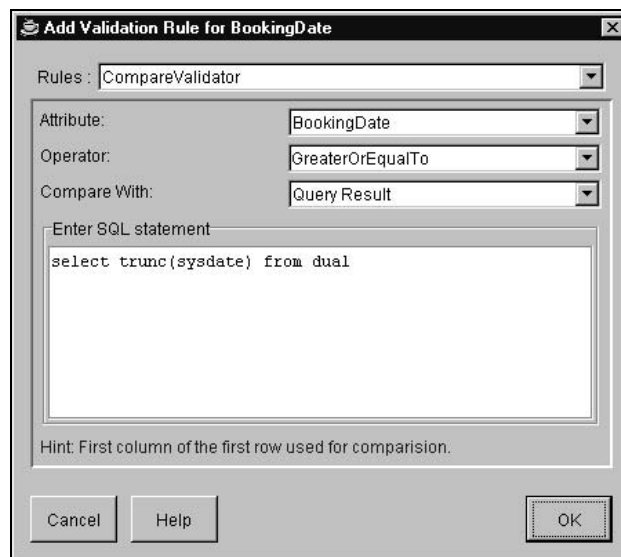 Add Validation Rule for BookingDate
Rules : CompareValidator
Attribute: BookingDate
Operator: GreaterOrEqualTo
Compare With: Query Result
Enter SQL statement
select trunc(sysdate) from dual
Hint: First column of the first row used for comparision.
Cancel Help OK